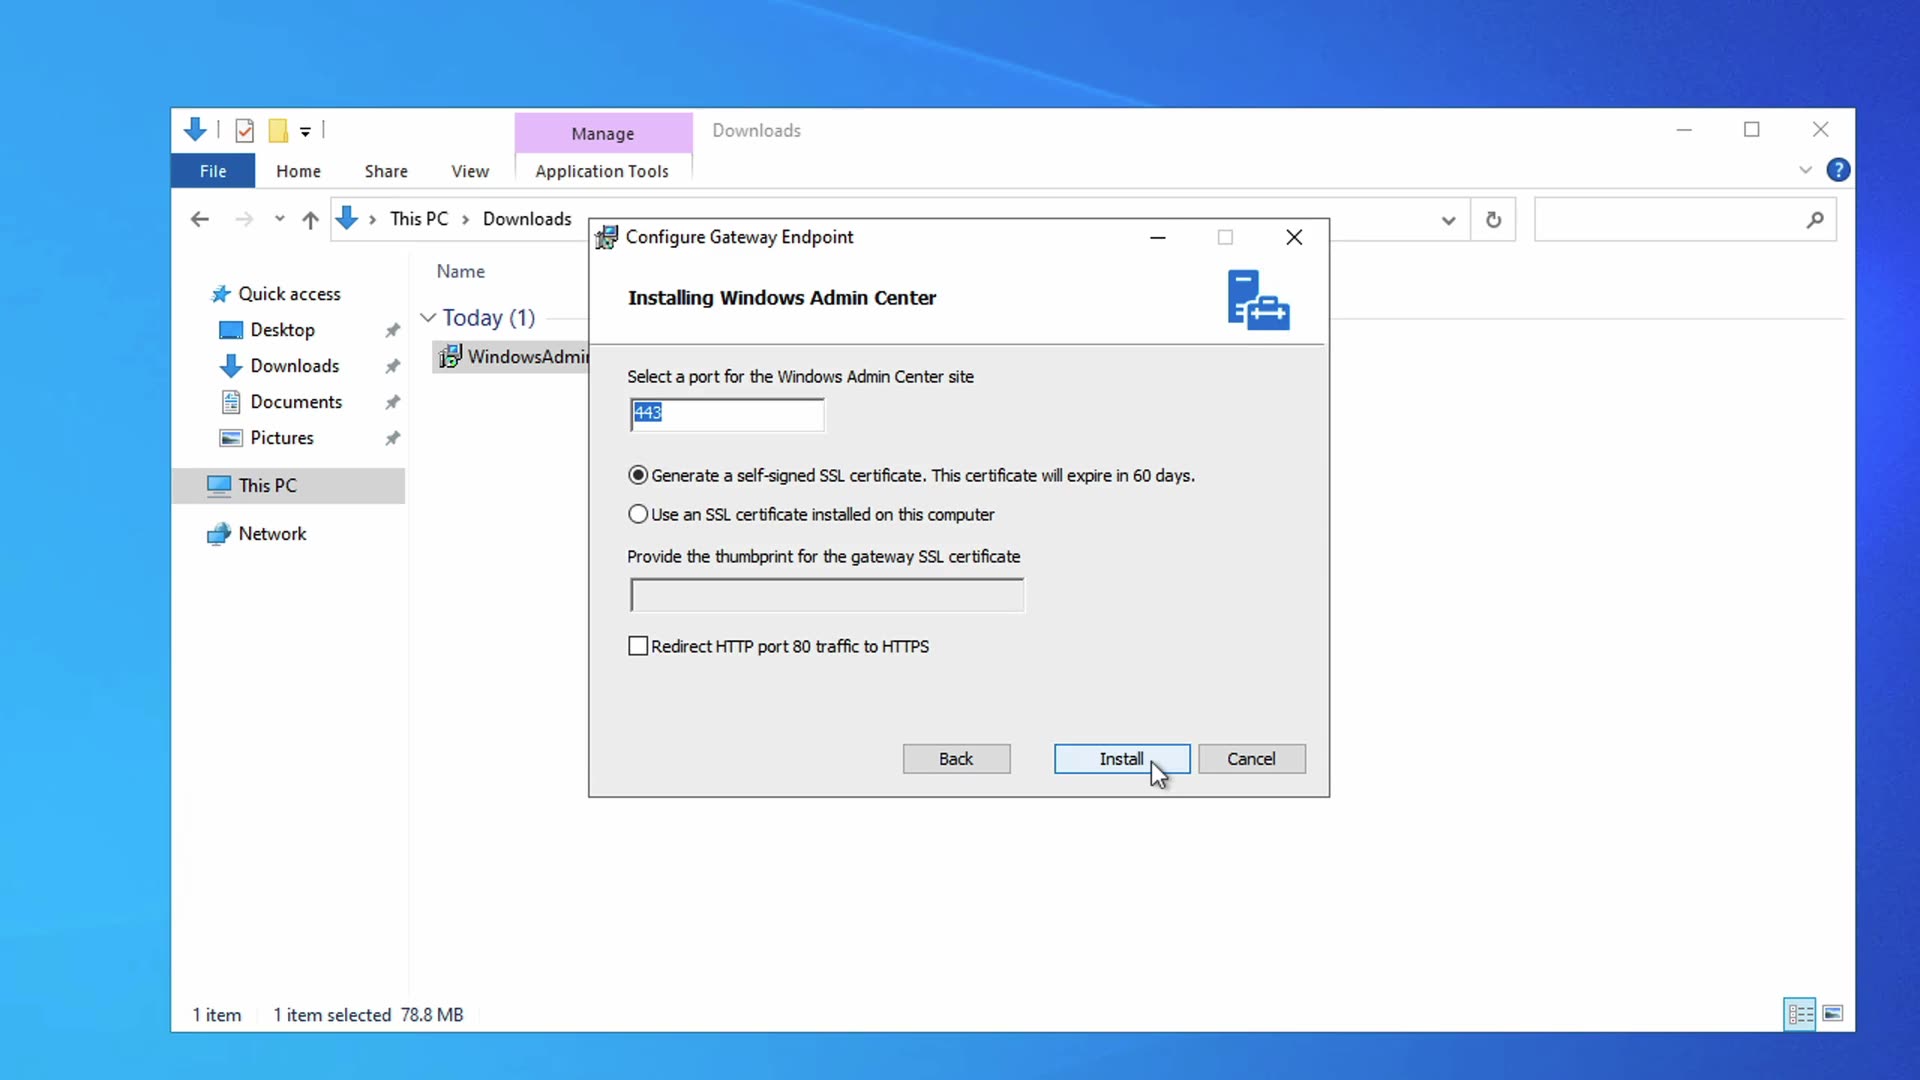 Manage
Downloads
File
Home
Share
View
Application Tools
?
This PC
Downloads
Configure Gateway Endpoint
Name
Quick access
Installing Windows Admin Center
Today (1)
Desktop
WindowsAdmin
Downloads
Select a port for the Windows Admin Center site
Documents
443
Pictures
Generate a self-signed SSL certificate. This certificate will expire in 60 days.
This PC
Use an SSL certificate installed on this computer
Network
Provide the thumbprint for the gateway SSL certificate
Redirect HTTP port 80 traffic to HTTPS
Back
Install
Cancel
1 item
1 item selected 78.8 MB